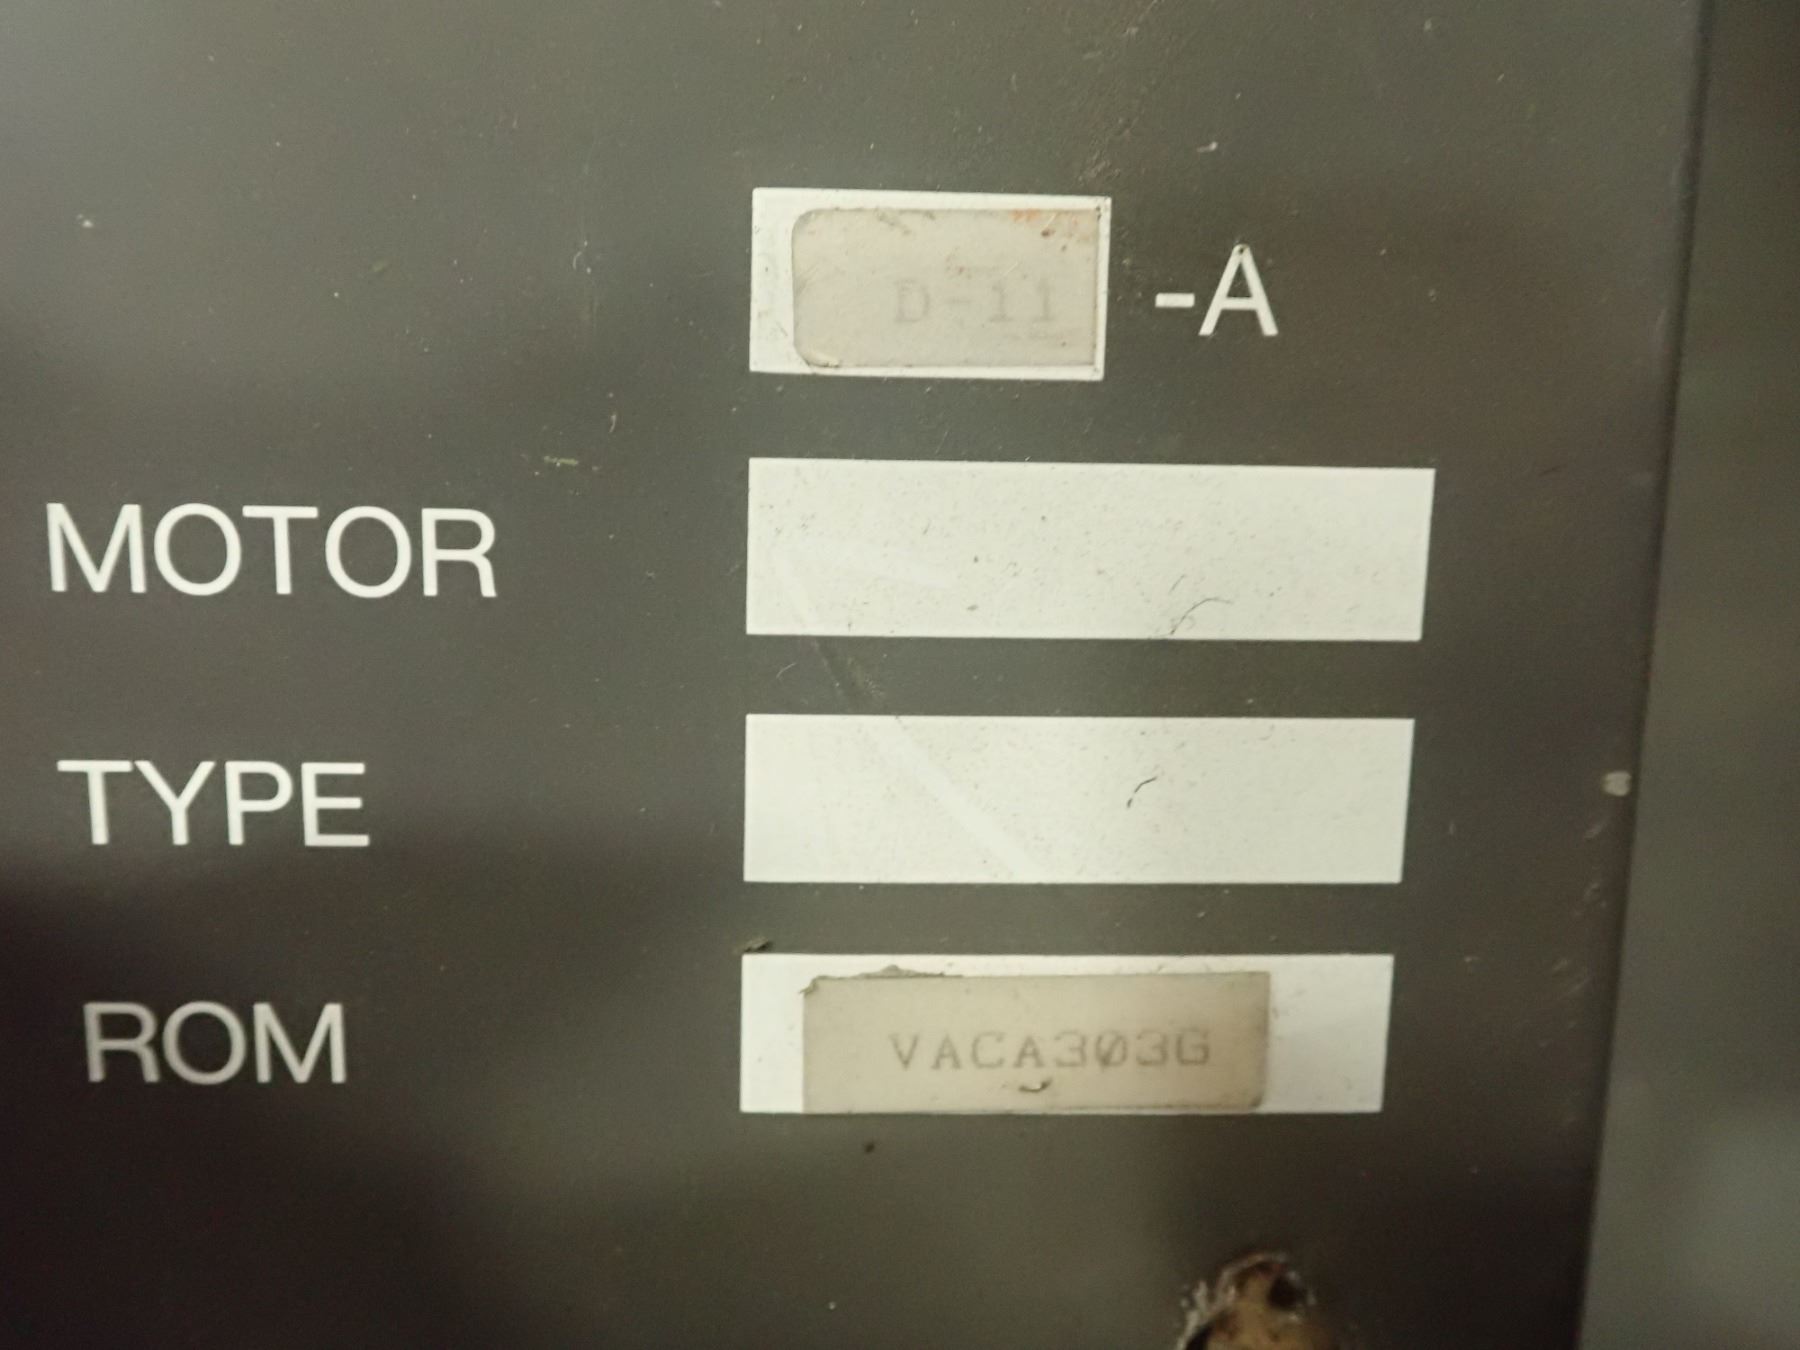 D-11 -A
MOTOR
TYPE
ROM VACA303G